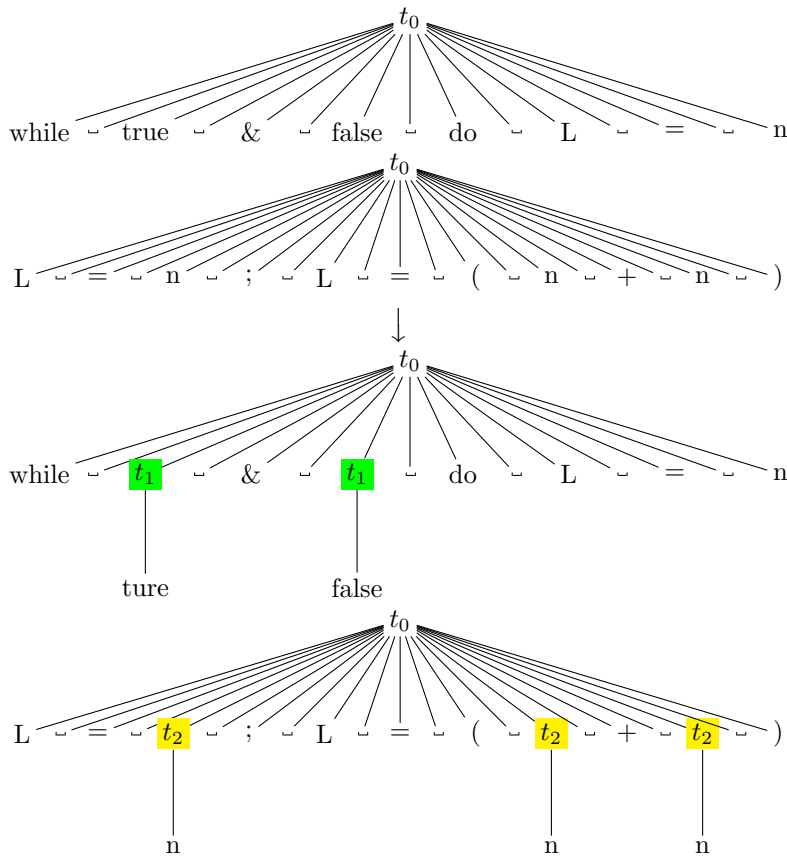 t₀
while ␣ true ␣ & ␣ false ␣ do ␣ L ␣ = ␣ n
t₀
L ␣ = ␣ n ␣ ; ␣ L ␣ = ␣ ( ␣ n ␣ + ␣ n ␣ )
↓
t₀
while ␣ t₁ ␣ & ␣ t₁ ␣ do ␣ L ␣ = ␣ n
ture false
t₀
L ␣ = ␣ t₂ ␣ ; ␣ L ␣ = ␣ ( ␣ t₂ ␣ + ␣ t₂ ␣ )
n n n